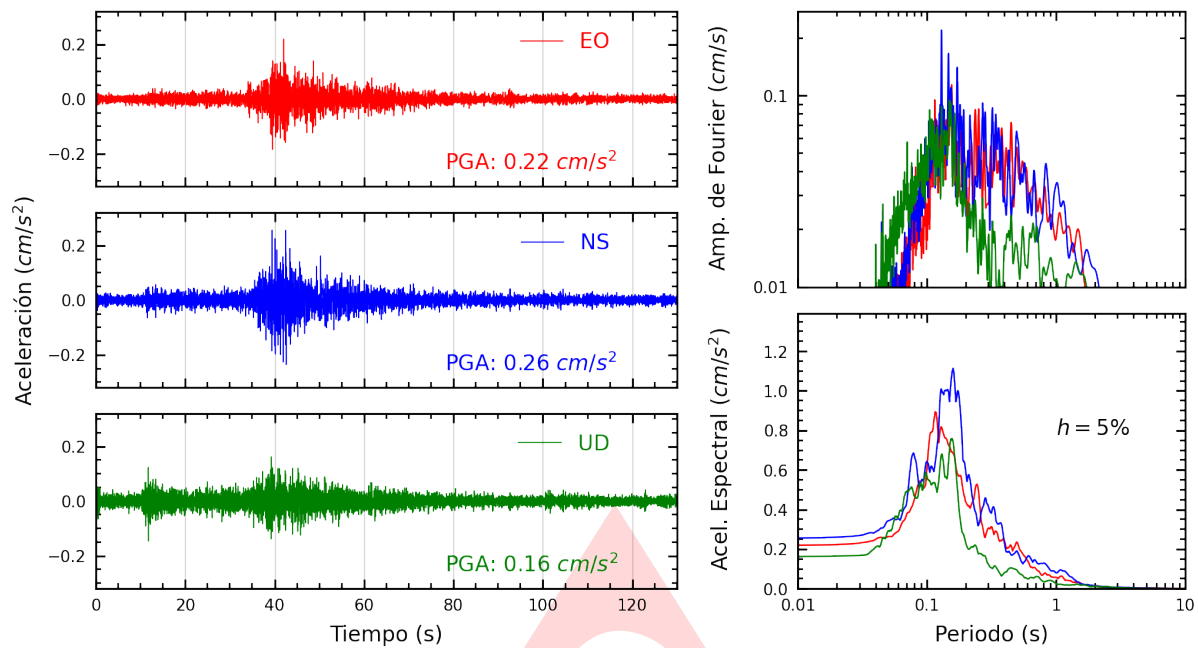 Aceleración (cm/s²)
0.2
0.0
−0.2
EO
PGA: 0.22 cm/s²
0.2
0.0
−0.2
NS
PGA: 0.26 cm/s²
0.2
0.0
−0.2
UD
PGA: 0.16 cm/s²
0 20 40 60 80 100 120
Tiempo (s)
Amp. de Fourier (cm/s)
0.1
0.01
Acel. Espectral (cm/s²)
1.2
1.0
0.8
0.6
0.4
0.2
0.0
h = 5%
0.01 0.1 1 10
Periodo (s)